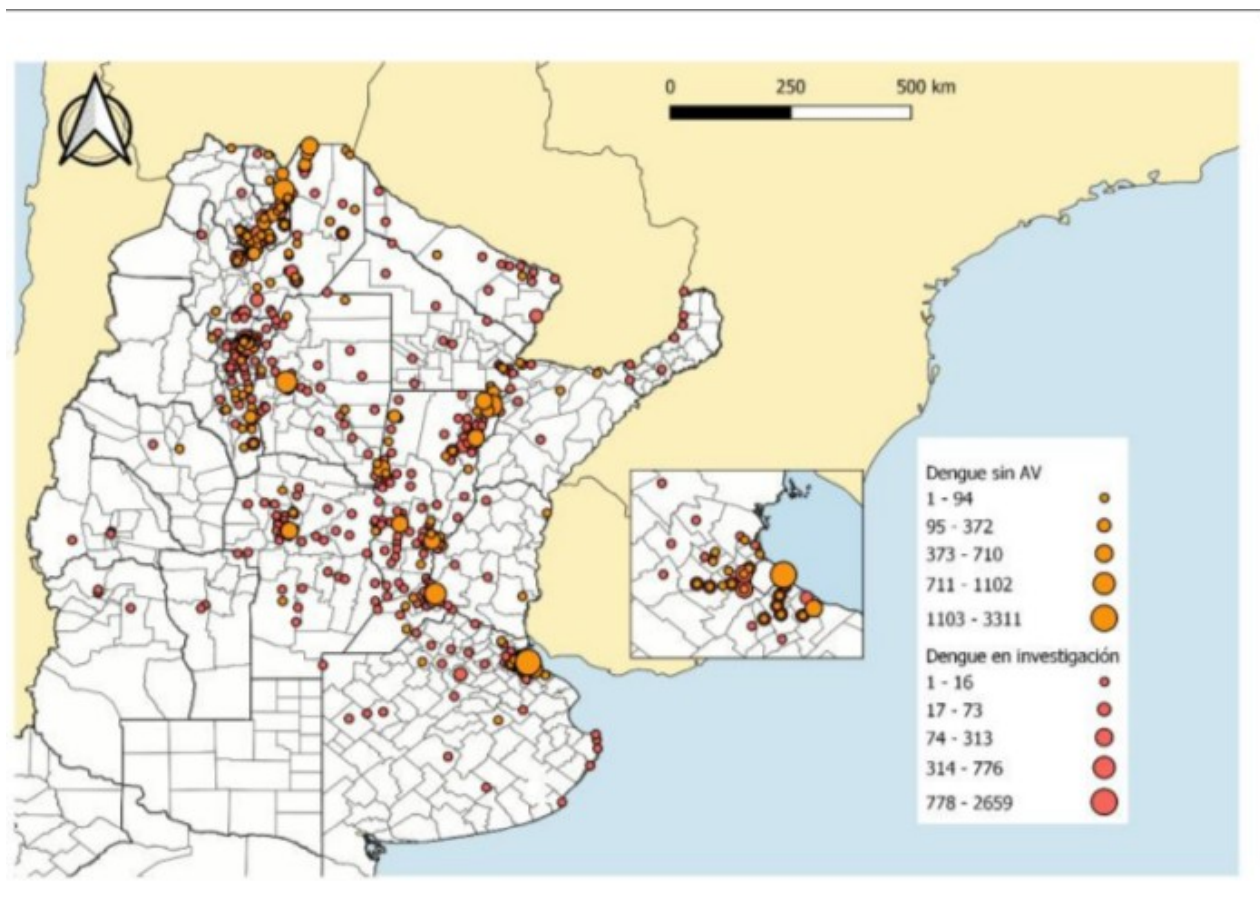 0 250 500 km
Dengue sin AV
1 - 94
95 - 372
373 - 710
711 - 1102
1103 - 3311
Dengue en investigación
1 - 16
17 - 73
74 - 313
314 - 776
778 - 2659